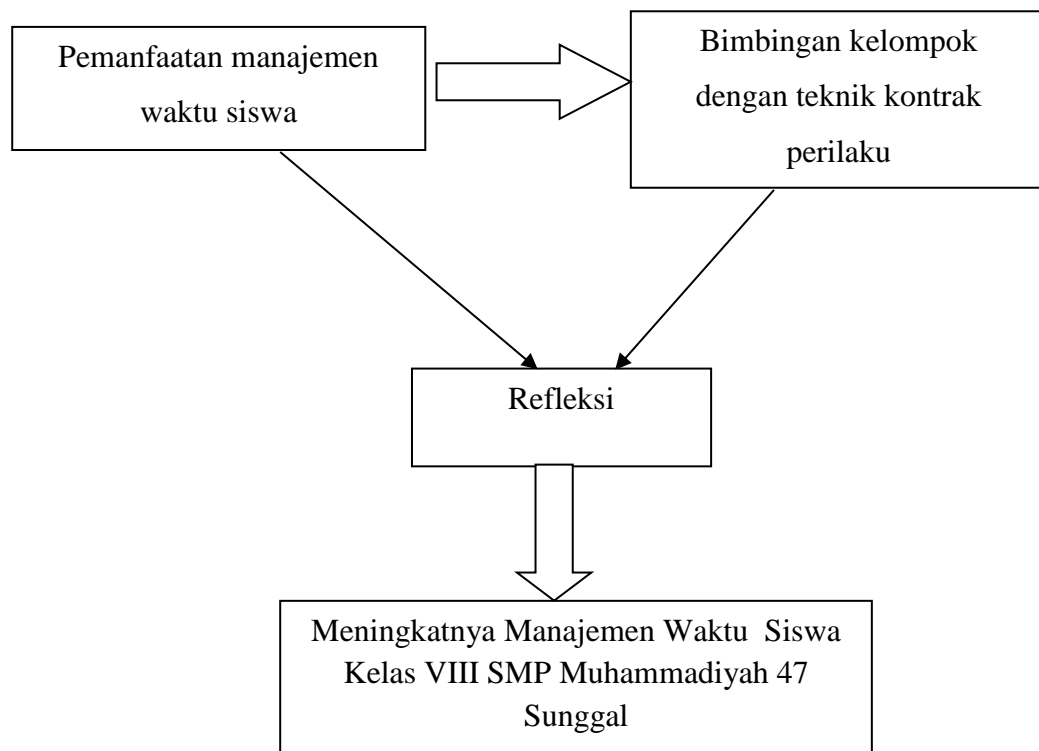 Pemanfaatan manajemen
waktu siswa
Bimbingan kelompok
dengan teknik kontrak
perilaku
Refleksi
Meningkatnya Manajemen Waktu  Siswa
Kelas VIII SMP Muhammadiyah 47
Sunggal